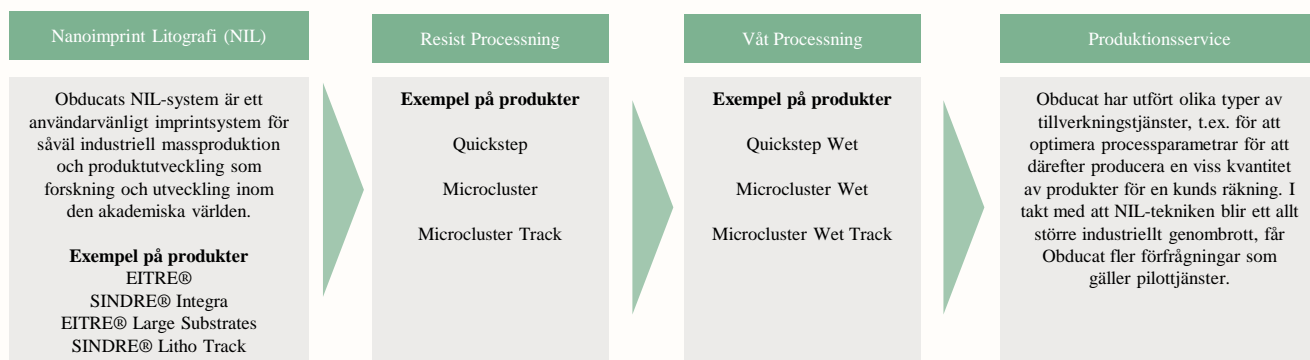 Nanoimprint Litografi (NIL)
Obducats NIL-system är ett
användarvänligt imprintsystem för
såväl industriell massproduktion
och produktutveckling som
forskning och utveckling inom
den akademiska världen.
Exempel på produkter
EITRE®
SINDRE® Integra
EITRE® Large Substrates
SINDRE® Litho Track
Resist Processning
Exempel på produkter
Quickstep
Microcluster
Microcluster Track
Våt Processning
Exempel på produkter
Quickstep Wet
Microcluster Wet
Microcluster Wet Track
Produktionsservice
Obducat har utfört olika typer av
tillverkningstjänster, t.ex. för att
optimera processparametrar för att
därefter producera en viss kvantitet
av produkter för en kunds räkning. I
takt med att NIL-tekniken blir ett allt
större industriellt genombrott, får
Obducat fler förfrågningar som
gäller pilottjänster.